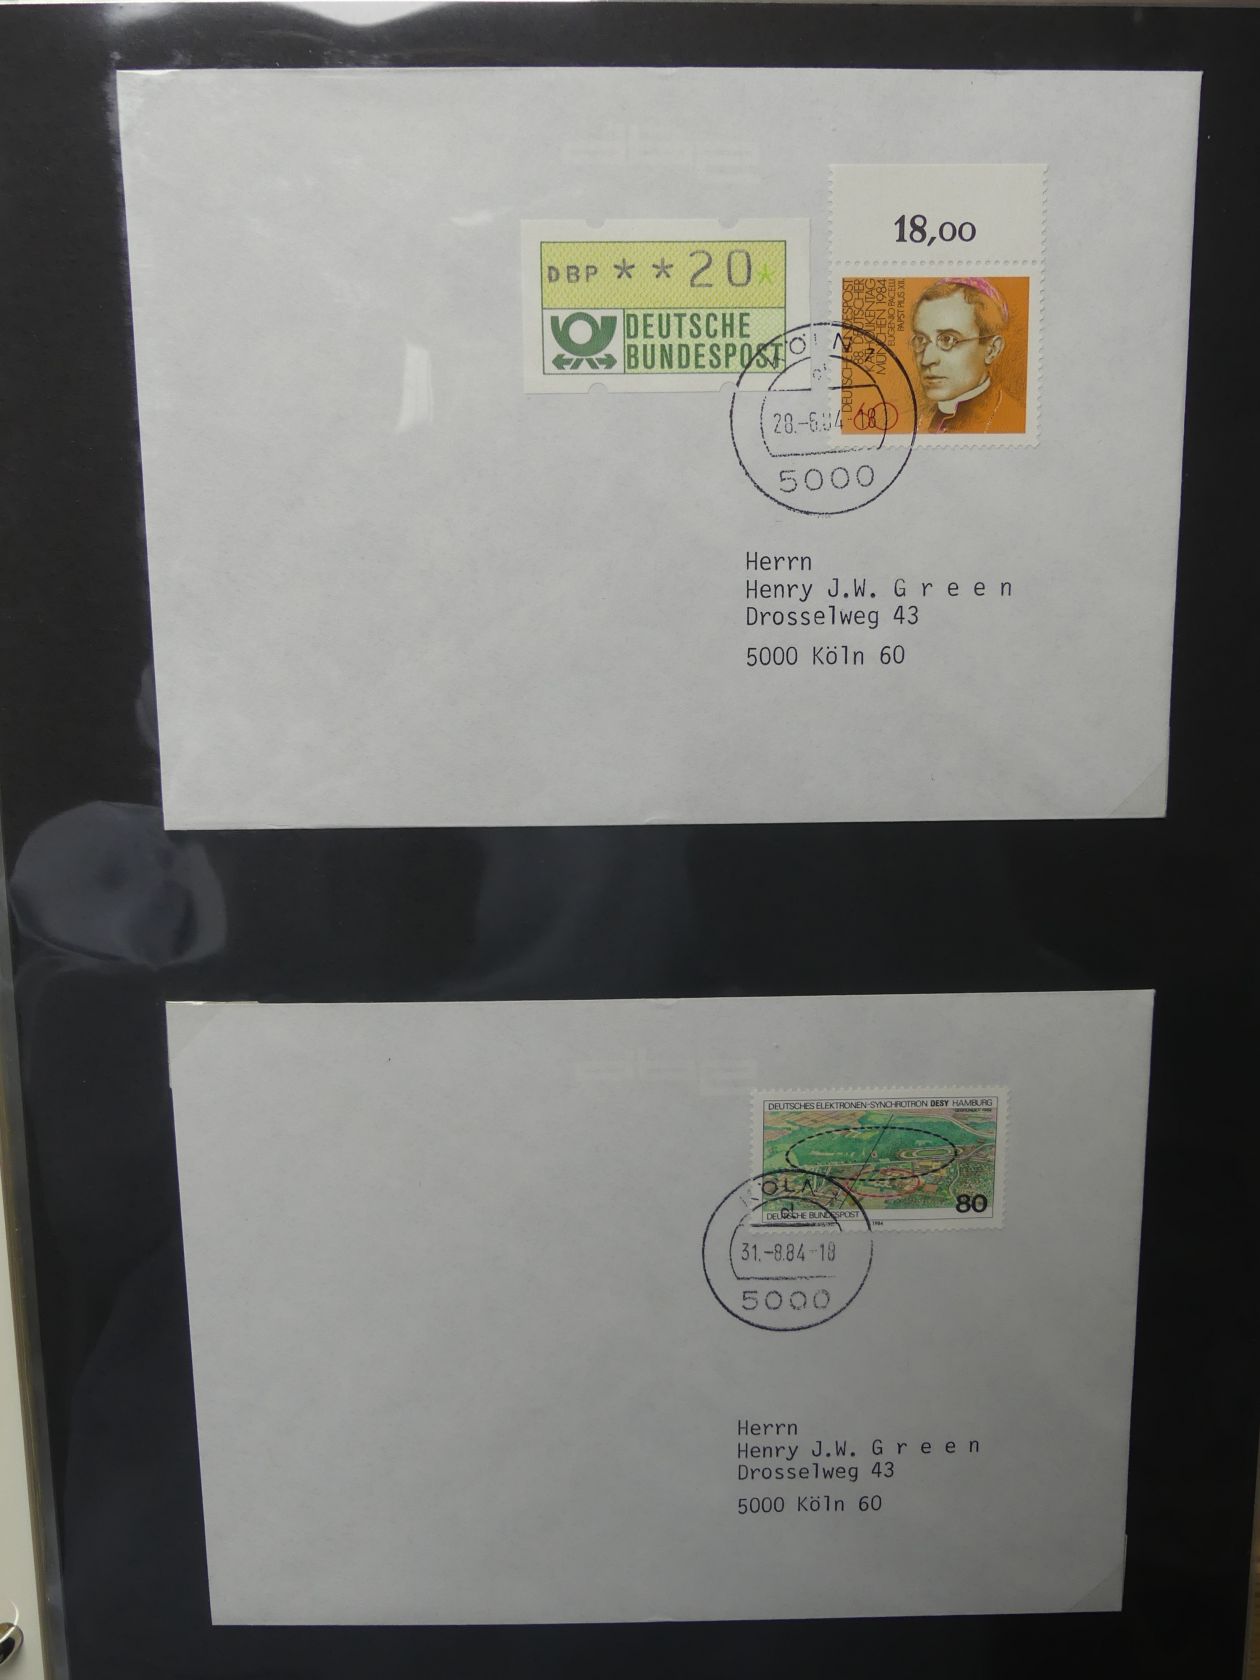 18,00
DBP **20*
DEUTSCHE
BUNDESPOST
DEUTSCHE BUNDESPOST
88. DEUTSCHER
KATHOLIKENTAG
MÜNCHEN 1984
EUGENIO PACELLI
PAPST PIUS XII.
60
KÖLN
28.-6.84-18
5000
Herrn
Henry J.W. G r e e n
Drosselweg 43
5000 Köln 60
DEUTSCHES ELEKTRONEN-SYNCHROTRON DESY HAMBURG
80
DEUTSCHE BUNDESPOST
1984
KÖLN
31.-8.84-18
5000
Herrn
Henry J.W. G r e e n
Drosselweg 43
5000 Köln 60